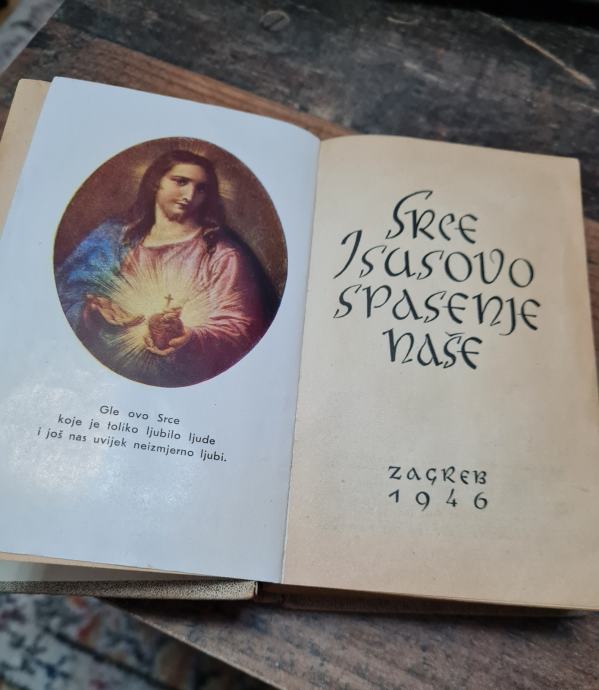 Gle ovo Srce
koje je toliko ljubilo ljude
i još nas uvijek neizmjerno ljubi.
Srce
Isusovo
spasenje
naše
Zagreb
1946